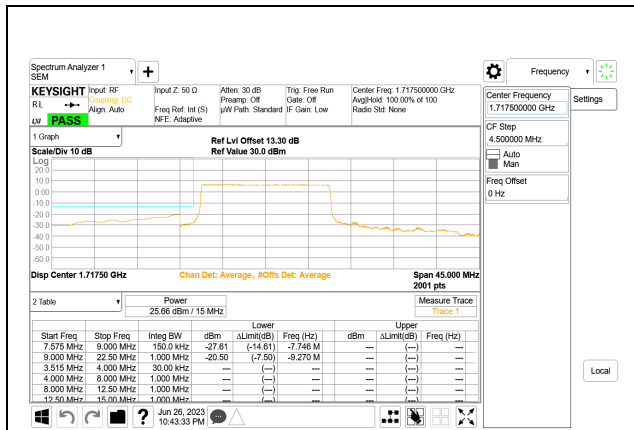 Spectrum Analyzer 1
SEM
Frequency
KEYSIGHT
RL
LXI
PASS
Input: RF
Coupling: DC
Align: Auto
Input Z: 50 Ω
Freq Ref: Int (S)
NFE: Adaptive
Atten: 30 dB
Preamp: Off
µW Path: Standard
Trig: Free Run
Gate: Off
IF Gain: Low
Center Freq: 1.717500000 GHz
Avg|Hold: 100.00% of 100
Radio Std: None
Center Frequency
1.717500000 GHz
Settings
CF Step
4.500000 MHz
Auto
Man
Freq Offset
0 Hz
1 Graph
Scale/Div 10 dB
Ref Lvl Offset 13.30 dB
Ref Value 30.0 dBm
Log
20.0
10.0
0.00
-10.0
-20.0
-30.0
-40.0
-50.0
-60.0
Disp Center 1.71750 GHz
Chan Det: Average, #Offs Det: Average
Span 45.000 MHz
2001 pts
2 Table
Power
25.66 dBm / 15 MHz
Measure Trace
Trace 1
Lower Upper
Start Freq Stop Freq Integ BW dBm ΔLimit(dB) Freq (Hz) dBm ΔLimit(dB) Freq (Hz)
7.575 MHz 9.000 MHz 150.0 kHz -27.61 (-14.61) -7.746 M --- (---) ---
9.000 MHz 22.50 MHz 1.000 MHz -20.50 (-7.50) -9.270 M --- (---) ---
3.515 MHz 4.000 MHz 30.00 kHz --- (---) --- --- (---) ---
4.000 MHz 8.000 MHz 1.000 MHz --- (---) --- --- (---) ---
8.000 MHz 12.50 MHz 1.000 MHz --- (---) --- --- (---) ---
12.50 MHz 15.00 MHz 1.000 MHz --- (---) --- --- (---) ---
Local
Jun 26, 2023
10:43:33 PM